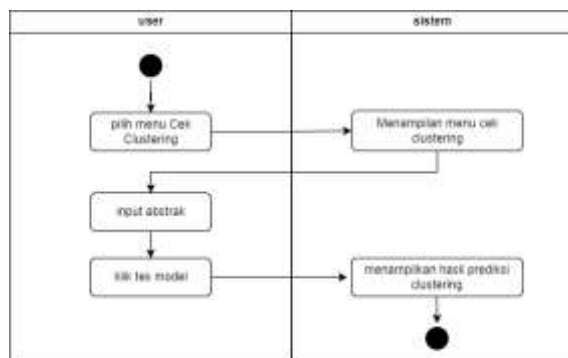 user
sistem
pilih menu Cek
Clustering
Menampilan menu cek
clustering
input abstrak
klik tes model
menampilkan hasil prediksi
clustering